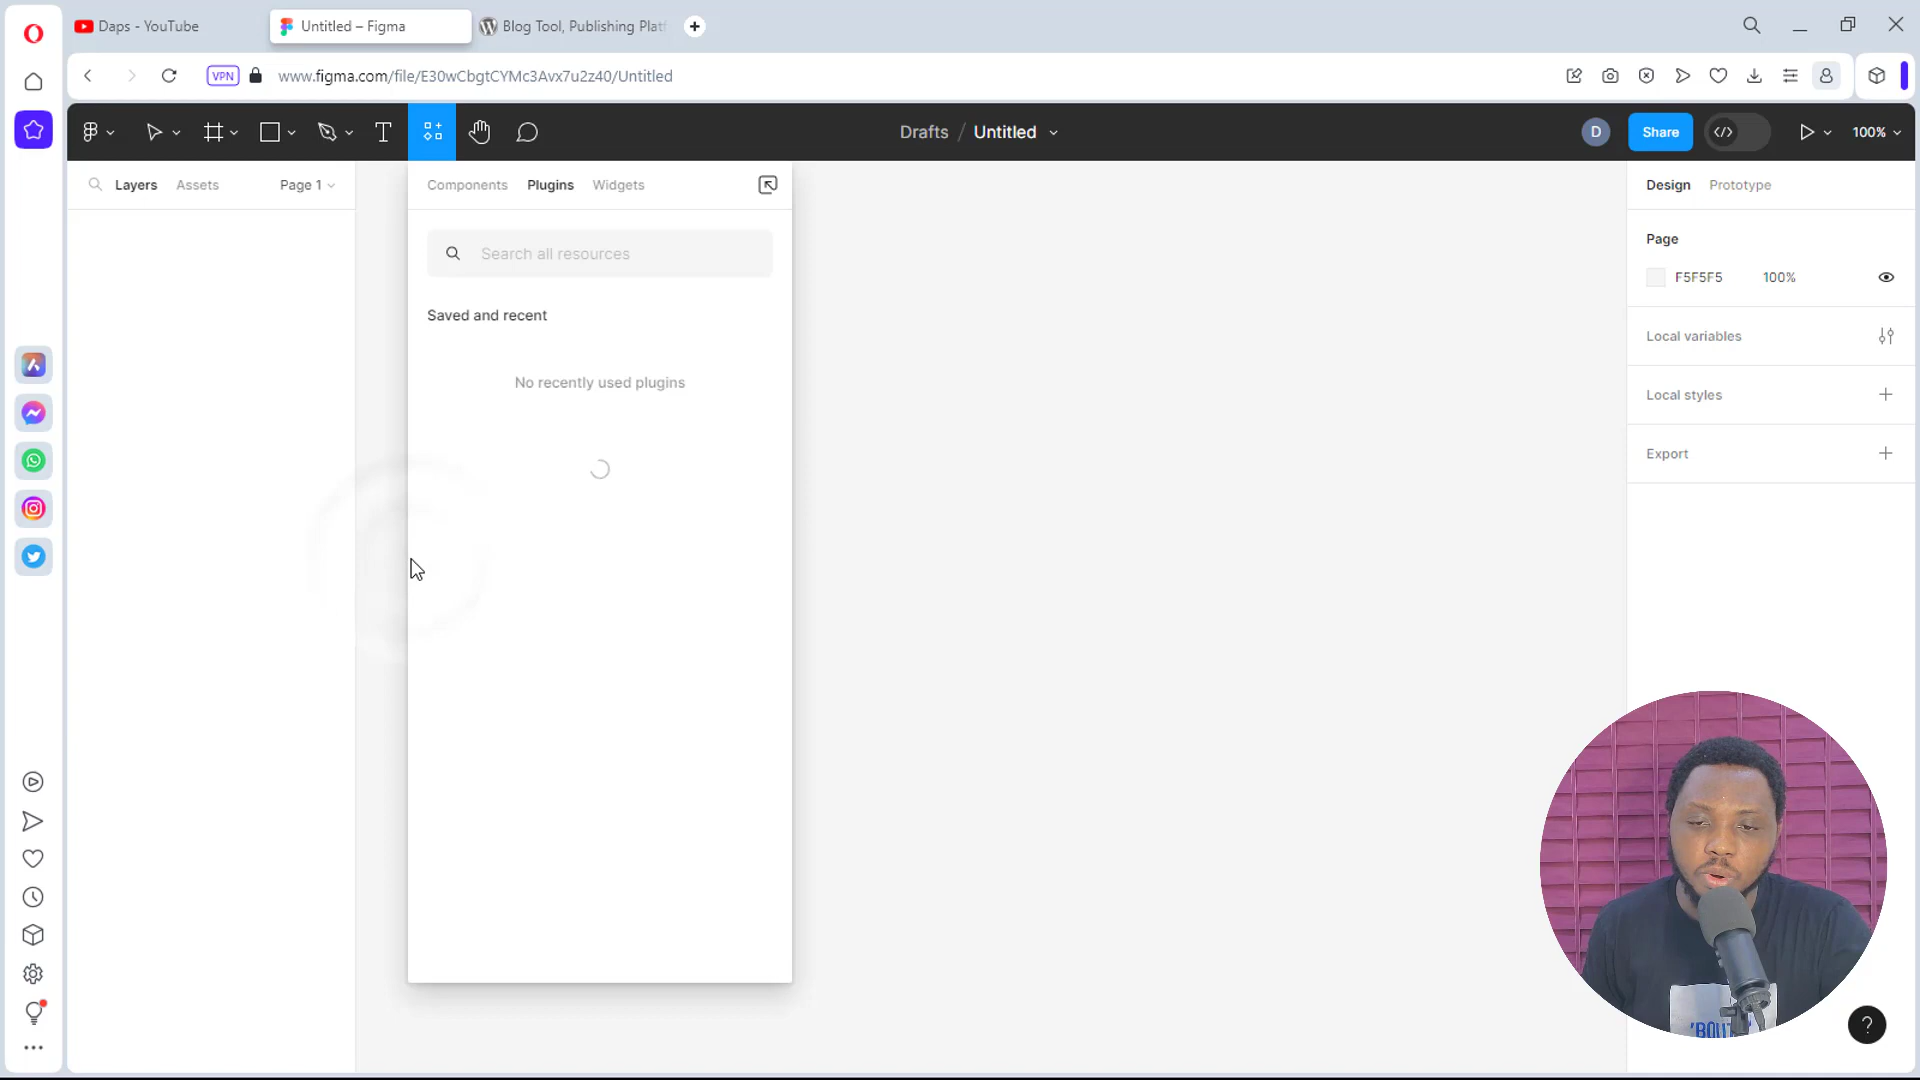 Daps - YouTube
Untitled – Figma
Blog Tool, Publishing Platf
VPN
www.figma.com/file/E30wCbgtCYMc3Avx7u2z40/Untitled
Drafts / Untitled
D
Share
100%
Layers
Assets
Page 1
Components
Plugins
Widgets
Design
Prototype
Search all resources
Page
F5F5F5
100%
Saved and recent
Local variables
No recently used plugins
Local styles
Export
'BOUT
?